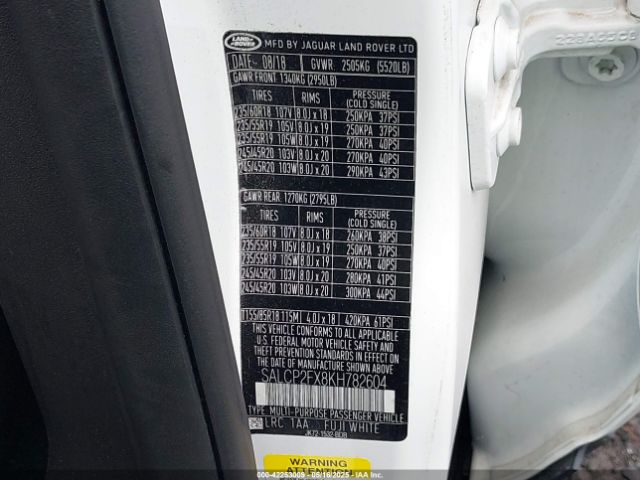 LAND ROVER
MFD BY JAGUAR LAND ROVER LTD
DATE 08/18 GVWR 2505KG (5520LB)
GAWR FRONT 1340KG (2950LB)
TIRES RIMS PRESSURE (COLD SINGLE)
235/60R18 107V 8.0J x 18 250KPA 37PSI
235/55R19 105V 8.0J x 19 250KPA 37PSI
235/55R19 105W 8.0J x 19 270KPA 40PSI
245/45R20 103V 8.0J x 20 270KPA 40PSI
245/45R20 103W 8.0J x 20 290KPA 43PSI
GAWR REAR 1270KG (2795LB)
TIRES RIMS PRESSURE (COLD SINGLE)
235/60R18 107V 8.0J x 18 260KPA 38PSI
235/55R19 105V 8.0J x 19 250KPA 37PSI
235/55R19 105W 8.0J x 19 270KPA 40PSI
245/45R20 103V 8.0J x 20 280KPA 41PSI
245/45R20 103W 8.0J x 20 300KPA 44PSI
T155/85R18 115M 4.0J x 18 420KPA 61PSI
THIS VEHICLE CONFORMS TO ALL APPLICABLE
U.S. FEDERAL MOTOR VEHICLE SAFETY
AND THEFT PREVENTION STANDARDS
IN EFFECT ON THE DATE OF
MANUFACTURE SHOWN ABOVE
SALCP2FX8KH782604
TYPE: MULTI-PURPOSE PASSENGER VEHICLE
LRC 1AA FUJI WHITE
JK72-1532 BDB
WARNING
© IAA - 42253009 - 05/16/2025 - © IAA